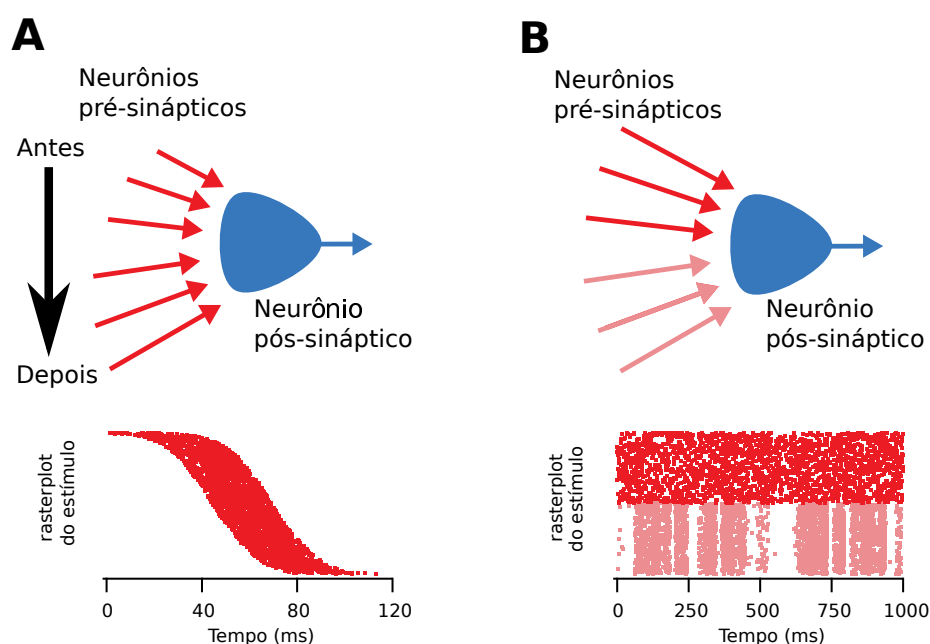 A
Neurônios
pré-sinápticos
Antes
Depois
Neurônio
pós-sináptico
rasterplot
do estímulo
0 40 80 120
Tempo (ms)
B
Neurônios
pré-sinápticos
Neurônio
pós-sináptico
rasterplot
do estímulo
0 250 500 750 1000
Tempo (ms)